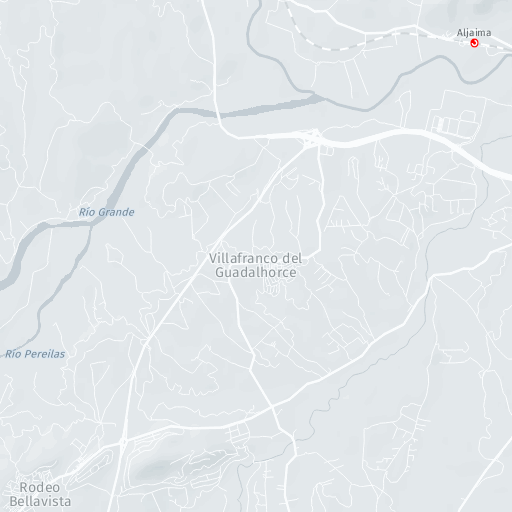 Aljaima
Río Grande
Villafranco del
Guadalhorce
Río Pereilas
Rodeo
Bellavista